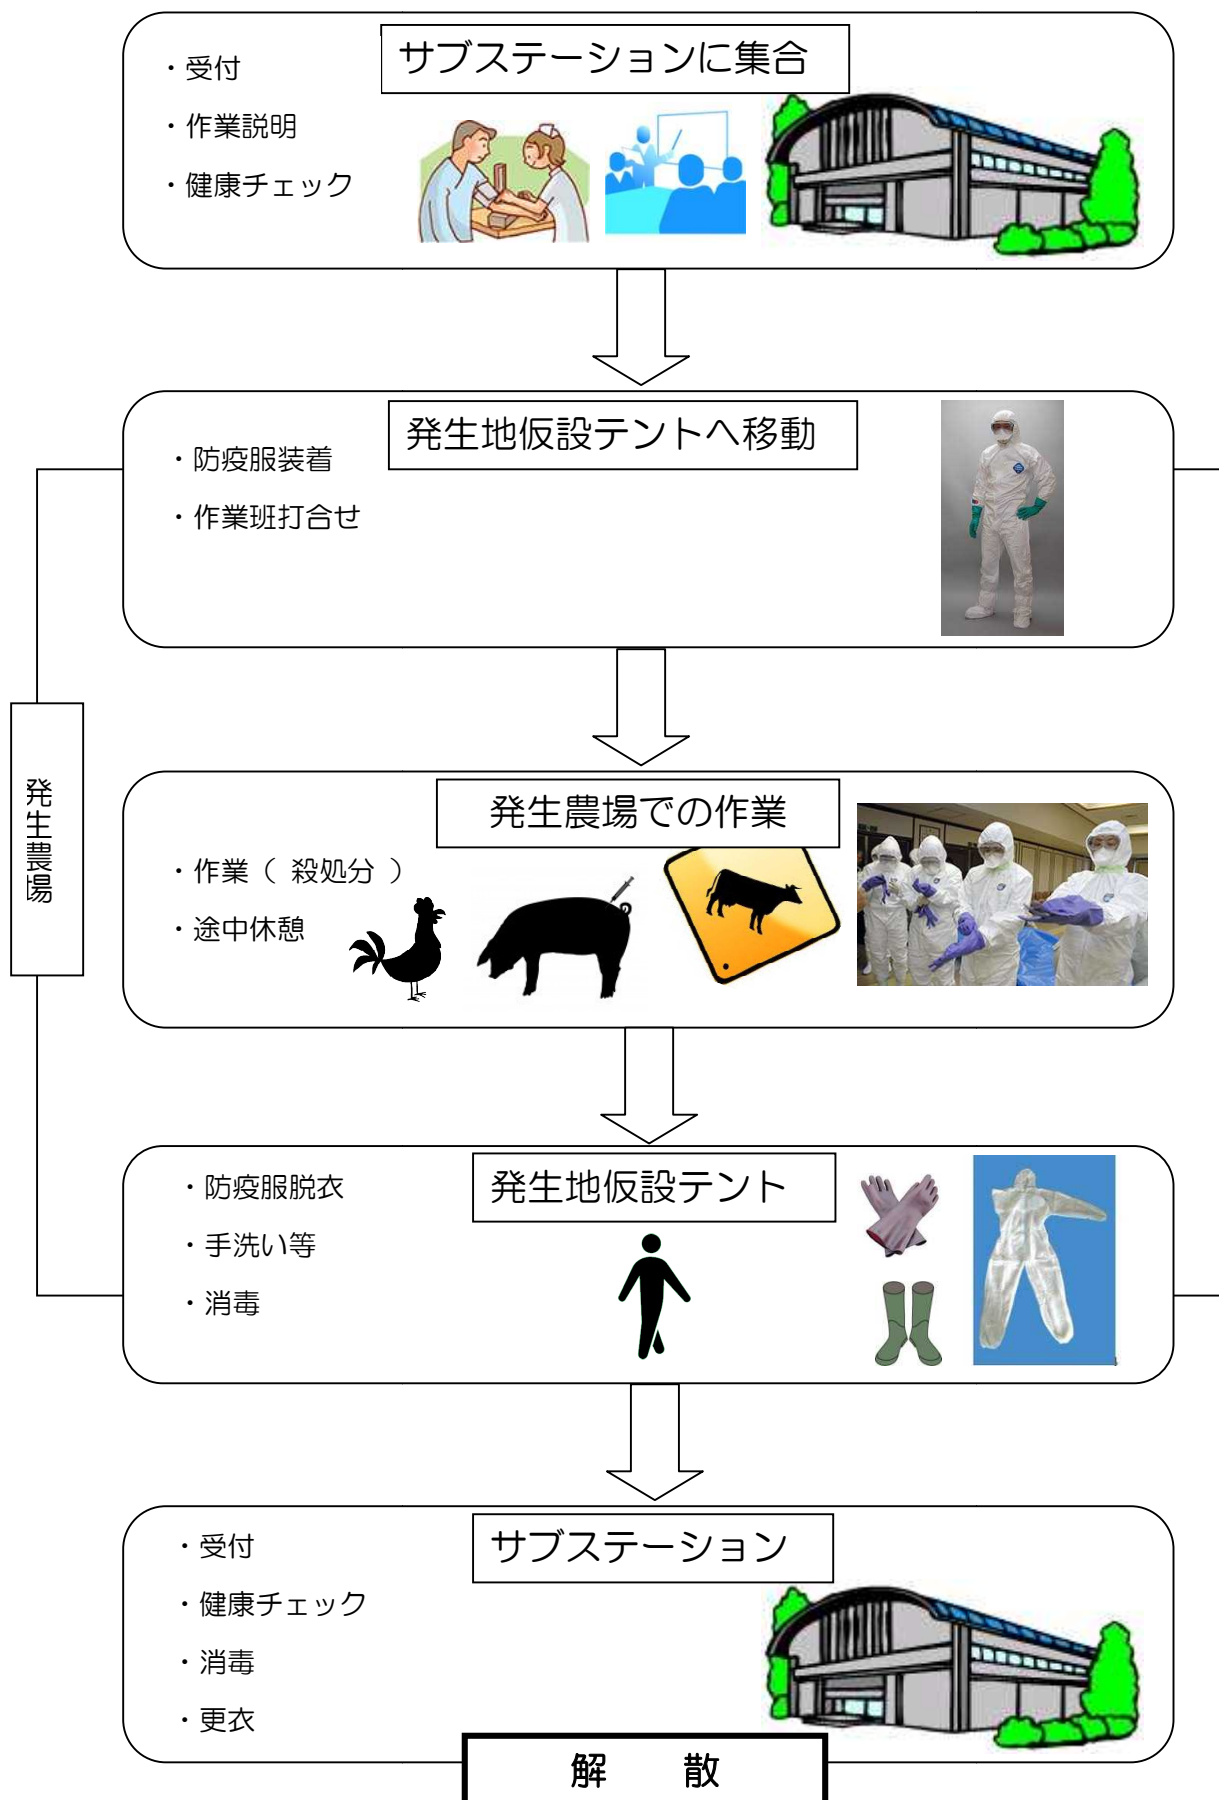 サブステーションに集合
・受付
・作業説明
・健康チェック
発生地仮設テントへ移動
・防疫服装着
・作業班打合せ
発生農場
発生農場での作業
・作業（ 殺処分 ）
・途中休憩
発生地仮設テント
・防疫服脱衣
・手洗い等
・消毒
サブステーション
・受付
・健康チェック
・消毒
・更衣
解　散